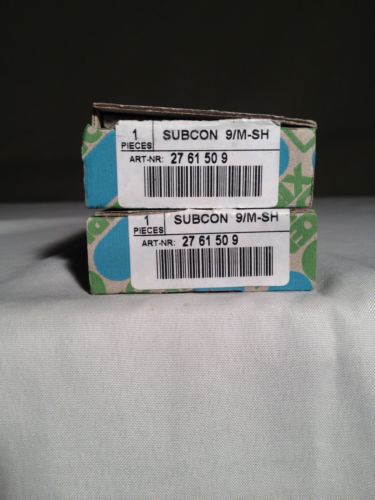 1 PIECES SUBCON 9/M-SH
ART-NR: 27 61 50 9
1 PIECES SUBCON 9/M-SH
ART-NR: 27 61 50 9